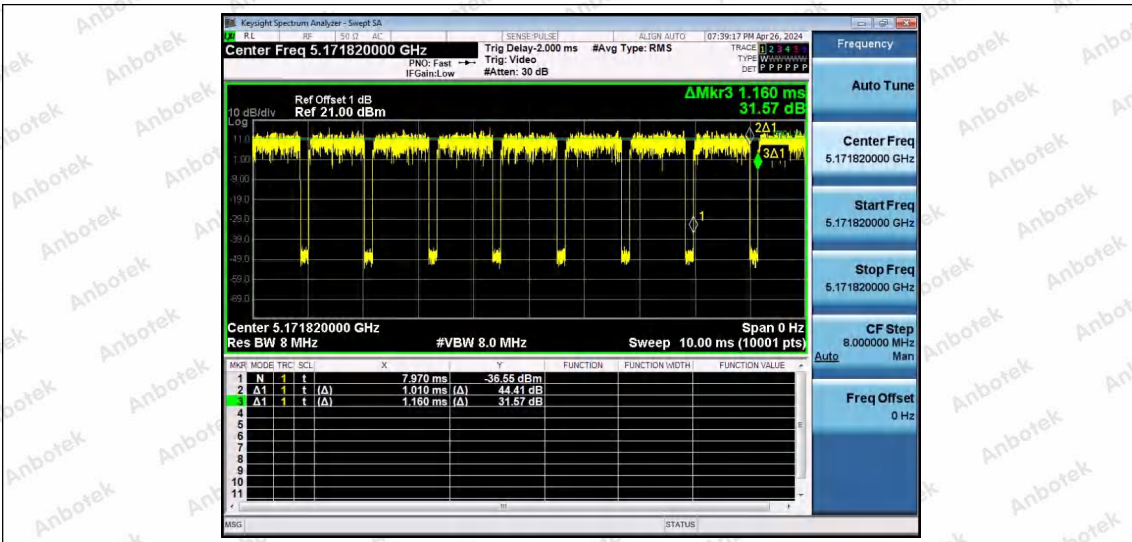 Keysight Spectrum Analyzer - Swept SA
RL RF 50 Ω AC SENSE:PULSE ALIGN AUTO 07:39:17 PM Apr 26, 2024
Center Freq 5.171820000 GHz
PNO: Fast
IFGain:Low
Trig Delay-2.000 ms
Trig: Video
#Atten: 30 dB
#Avg Type: RMS
TRACE 1 2 3 4 5 6
TYPE W
DET P P P P P P
Frequency
Auto Tune
Center Freq
5.171820000 GHz
Start Freq
5.171820000 GHz
Stop Freq
5.171820000 GHz
CF Step
8.000000 MHz
Auto Man
Freq Offset
0 Hz
ΔMkr3 1.160 ms
31.57 dB
Ref Offset 1 dB
10 dB/div Ref 21.00 dBm
Log
11.0
1.00
-9.00
-19.0
-29.0
-39.0
-49.0
-59.0
-69.0
2Δ1
3Δ1
1
Center 5.171820000 GHz Span 0 Hz
Res BW 8 MHz #VBW 8.0 MHz Sweep 10.00 ms (10001 pts)
MKR MODE TRC SCL X Y FUNCTION FUNCTION WIDTH FUNCTION VALUE
1 N 1 t 7.970 ms -36.55 dBm
2 Δ1 1 t (Δ) 1.010 ms (Δ) 44.41 dB
3 Δ1 1 t (Δ) 1.160 ms (Δ) 31.57 dB
4
5
6
7
8
9
10
11
MSG STATUS
Anbotek